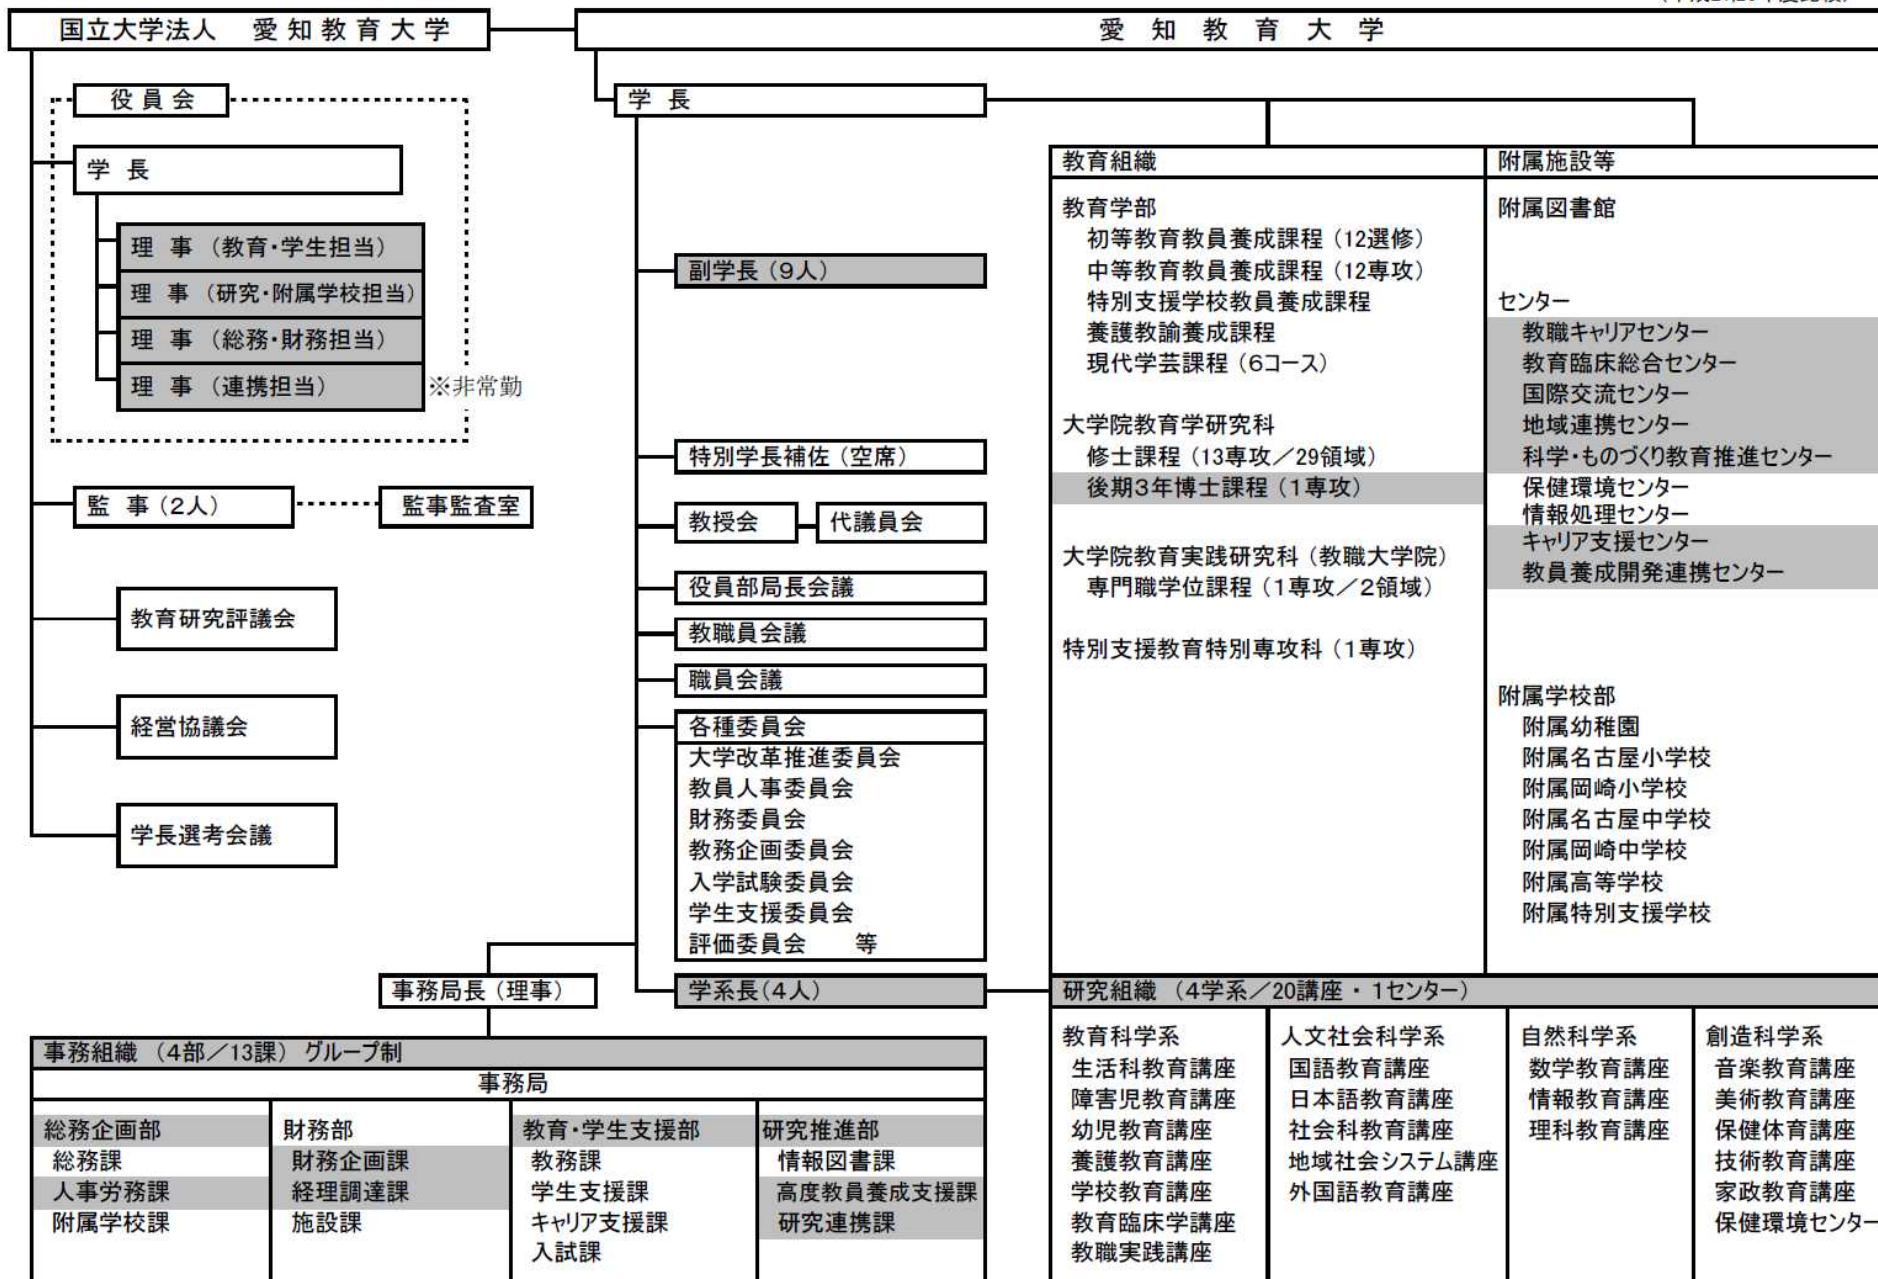 国立大学法人　愛知教育大学
愛知教育大学
役員会
学 長
理 事 （教育・学生担当）
理 事 （研究・附属学校担当）
理 事 （総務・財務担当）
理 事 （連携担当）
※非常勤
監 事（2人）
監事監査室
教育研究評議会
経営協議会
学長選考会議
学 長
副学長（9人）
特別学長補佐（空席）
教授会
代議員会
役員部局長会議
教職員会議
職員会議
各種委員会
大学改革推進委員会
教員人事委員会
財務委員会
教務企画委員会
入学試験委員会
学生支援委員会
評価委員会　等
事務局長（理事）
学系長（4人）
教育組織
教育学部
初等教育教員養成課程（12選修）
中等教育教員養成課程（12専攻）
特別支援学校教員養成課程
養護教諭養成課程
現代学芸課程（6コース）
大学院教育学研究科
修士課程（13専攻／29領域）
後期3年博士課程（1専攻）
大学院教育実践研究科（教職大学院）
専門職学位課程（1専攻／2領域）
特別支援教育特別専攻科（1専攻）
附属施設等
附属図書館
センター
教職キャリアセンター
教育臨床総合センター
国際交流センター
地域連携センター
科学・ものづくり教育推進センター
保健環境センター
情報処理センター
キャリア支援センター
教員養成開発連携センター
附属学校部
附属幼稚園
附属名古屋小学校
附属岡崎小学校
附属名古屋中学校
附属岡崎中学校
附属高等学校
附属特別支援学校
事務組織 （4部／13課） グループ制
事務局
総務企画部
総務課
人事労務課
附属学校課
財務部
財務企画課
経理調達課
施設課
教育・学生支援部
教務課
学生支援課
キャリア支援課
入試課
研究推進部
情報図書課
高度教員養成支援課
研究連携課
研究組織 （4学系／20講座・1センター）
教育科学系
生活科教育講座
障害児教育講座
幼児教育講座
養護教育講座
学校教育講座
教育臨床学講座
教職実践講座
人文社会科学系
国語教育講座
日本語教育講座
社会科教育講座
地域社会システム講座
外国語教育講座
自然科学系
数学教育講座
情報教育講座
理科教育講座
創造科学系
音楽教育講座
美術教育講座
保健体育講座
技術教育講座
家政教育講座
保健環境センター